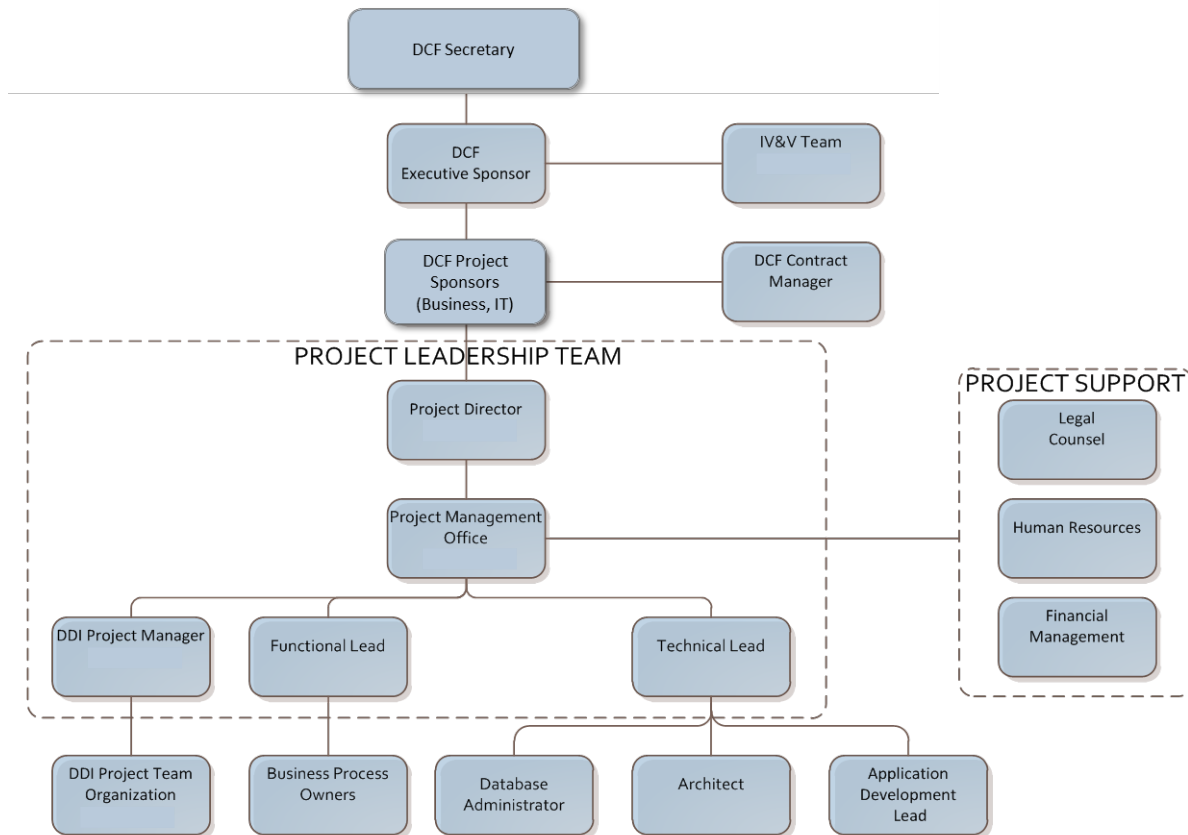 DCF Secretary
DCF
Executive Sponsor
IV&V Team
DCF Project
Sponsors
(Business, IT)
DCF Contract
Manager
PROJECT LEADERSHIP TEAM
Project Director
PROJECT SUPPORT
Legal
Counsel
Project Management
Office
Human Resources
Financial
Management
DDI Project Manager
Functional Lead
Technical Lead
DDI Project Team
Organization
Business Process
Owners
Database
Administrator
Architect
Application
Development
Lead